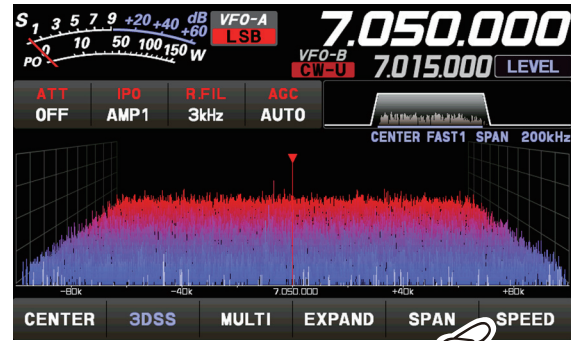 S 1 3 5 7 9 +20 +40 +60 dB
PO 0 10 50 100 150 W
VFO-A
LSB
7.050.000
VFO-B
CW-U
7.015.000
LEVEL
ATT IPO R.FIL AGC
OFF AMP1 3kHz AUTO
CENTER FAST1 SPAN 200kHz
-80k -40k 7.050.000 +40k +80k
CENTER 3DSS MULTI EXPAND SPAN SPEED